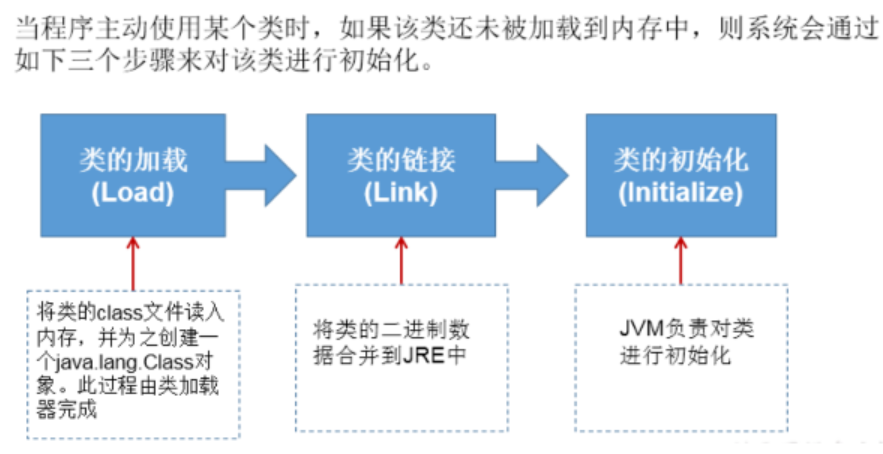 当程序主动使用某个类时，如果该类还未被加载到内存中，则系统会通过
如下三个步骤来对该类进行初始化。
类的加载
(Load)
类的链接
(Link)
类的初始化
(Initialize)
将类的class文件读入
内存，并为之创建一
个java.lang.Class对
象。此过程由类加载
器完成
将类的二进制数
据合并到JRE中
JVM负责对类
进行初始化